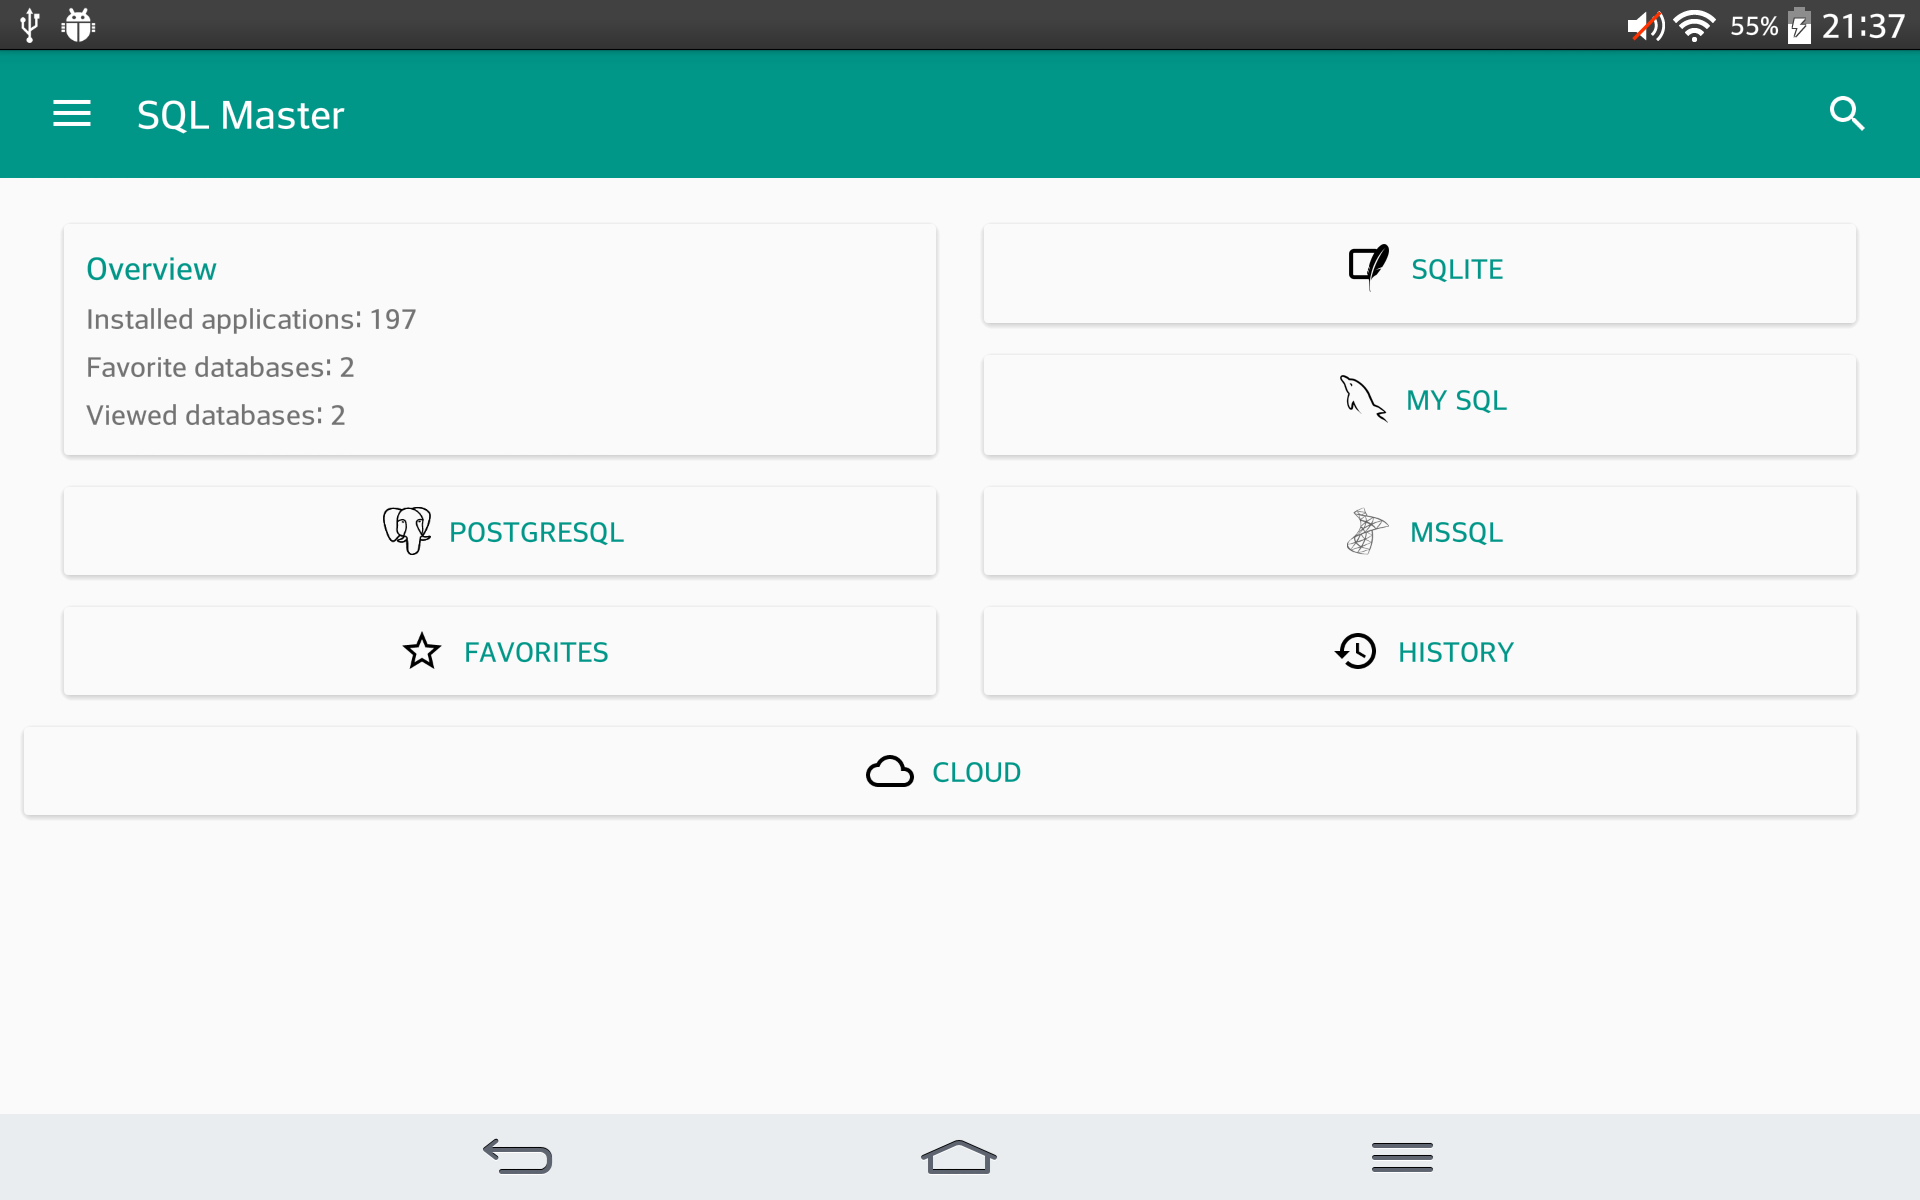 55% 21:37
SQL Master
Overview
Installed applications: 197
Favorite databases: 2
Viewed databases: 2
SQLITE
MY SQL
POSTGRESQL
MSSQL
FAVORITES
HISTORY
CLOUD